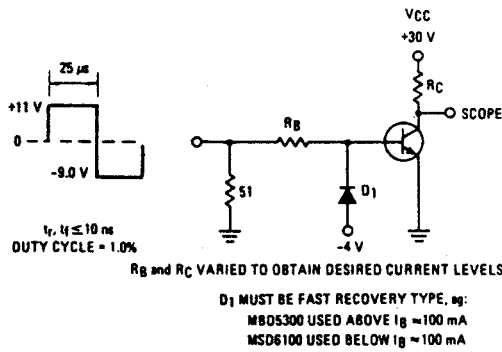 VCC
+30 V
25 µs
RC
+11 V
SCOPE
RB
0
-9.0 V
51
D1
-4 V
tr, tf ≤ 10 ns
DUTY CYCLE = 1.0%
RB and RC VARIED TO OBTAIN DESIRED CURRENT LEVELS
D1 MUST BE FAST RECOVERY TYPE, eg:
MBD5300 USED ABOVE IB ≈ 100 mA
MSD6100 USED BELOW IB ≈ 100 mA